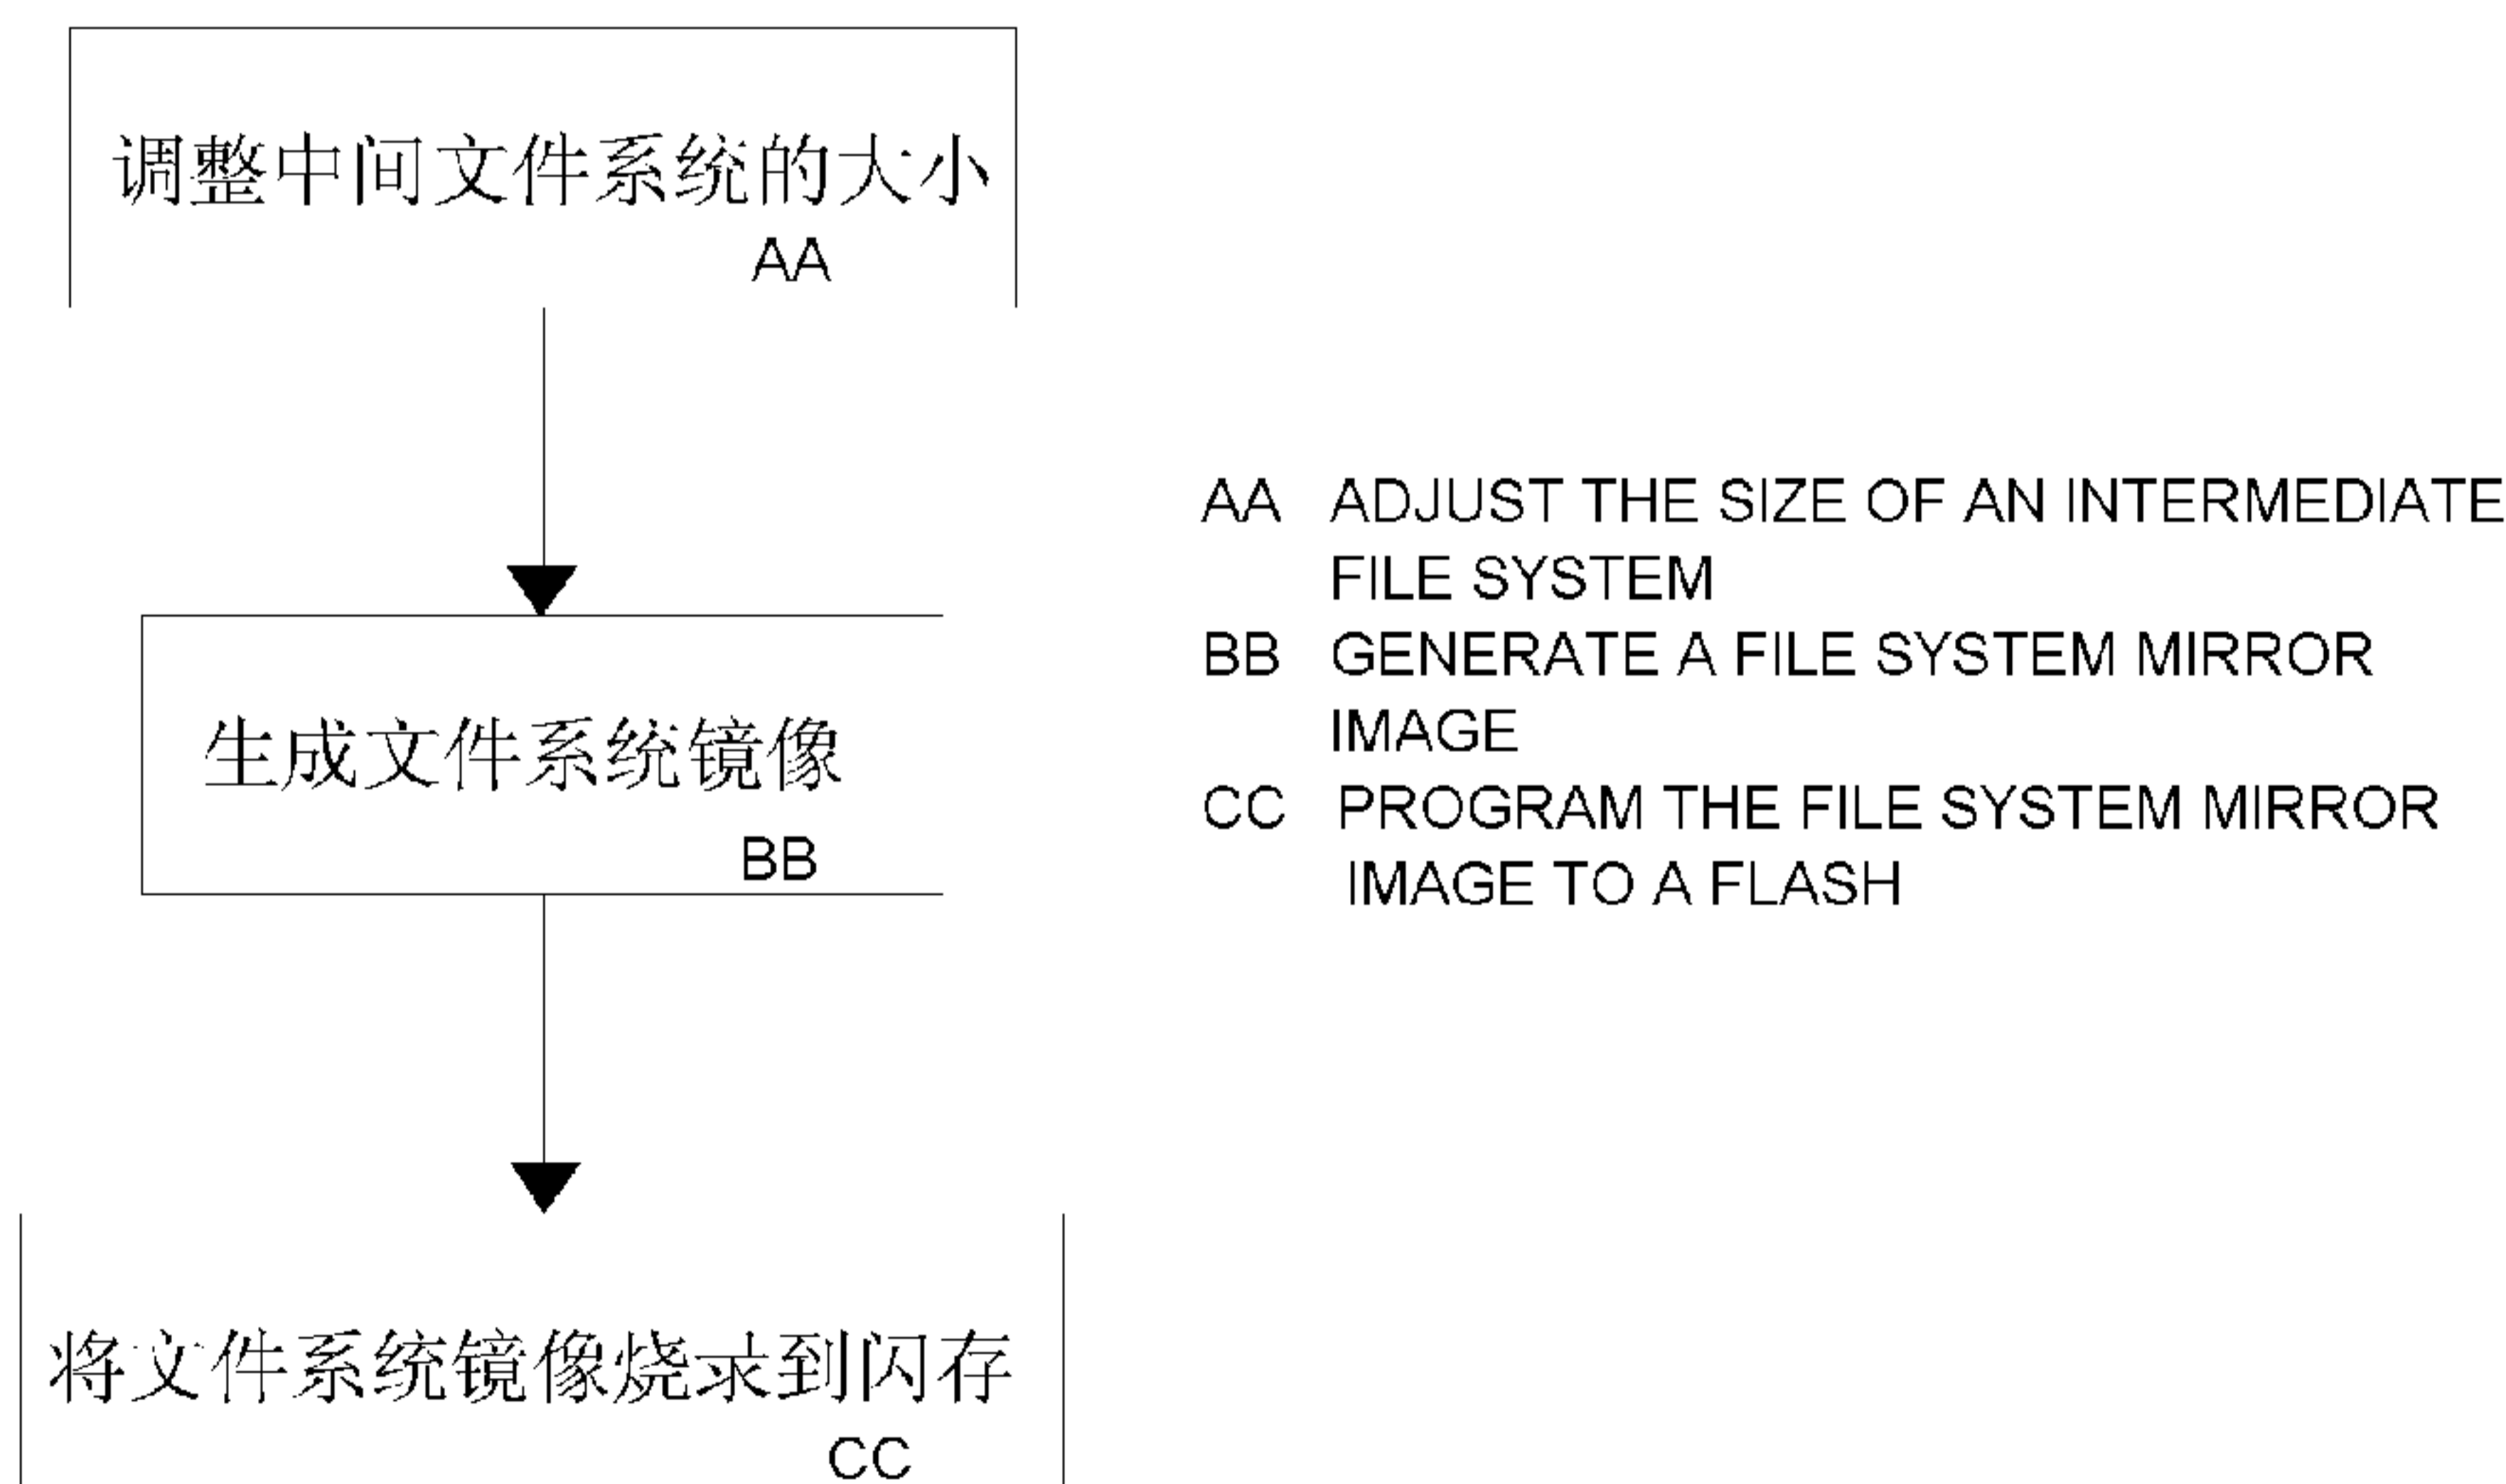 调整中间文件系统的大小
AA
生成文件系统镜像
BB
将文件系统镜像烧录到闪存
CC
AA ADJUST THE SIZE OF AN INTERMEDIATE
FILE SYSTEM
BB GENERATE A FILE SYSTEM MIRROR
IMAGE
CC PROGRAM THE FILE SYSTEM MIRROR
IMAGE TO A FLASH